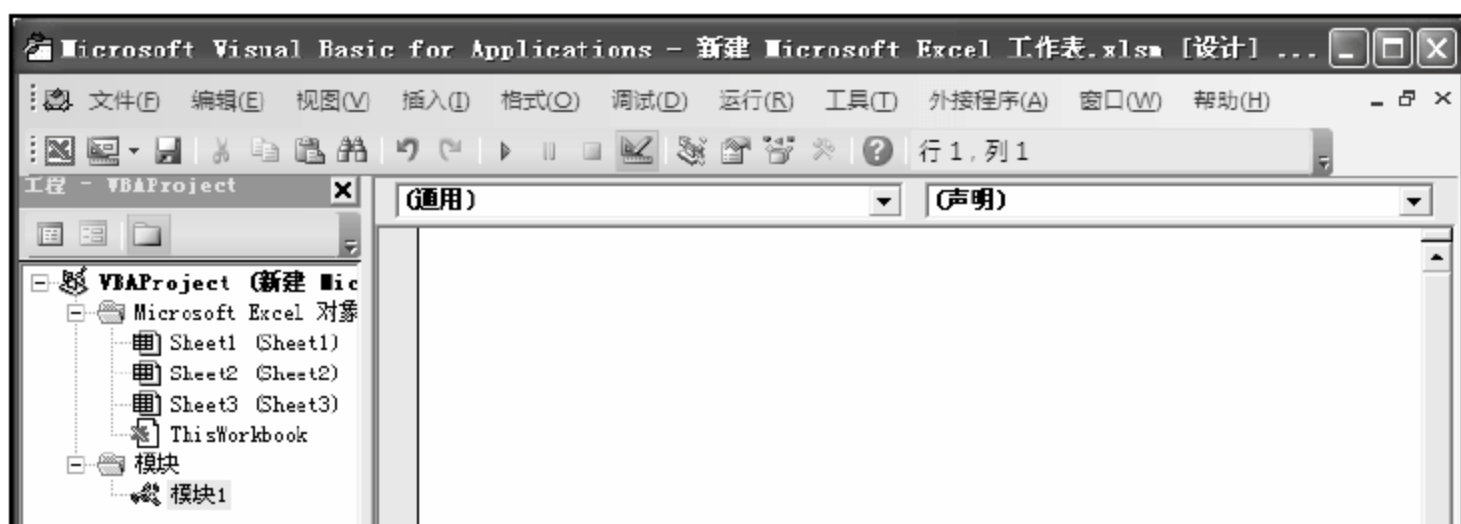 Microsoft Visual Basic for Applications - 新建 Microsoft Excel 工作表.xlsm [设计] ...
文件(F) 编辑(E) 视图(V) 插入(I) 格式(O) 调试(D) 运行(R) 工具(T) 外接程序(A) 窗口(W) 帮助(H)
行 1, 列 1
工程 - VBAProject
(通用) (声明)
VBAProject (新建 Mic
Microsoft Excel 对象
Sheet1 (Sheet1)
Sheet2 (Sheet2)
Sheet3 (Sheet3)
ThisWorkbook
模块
模块1